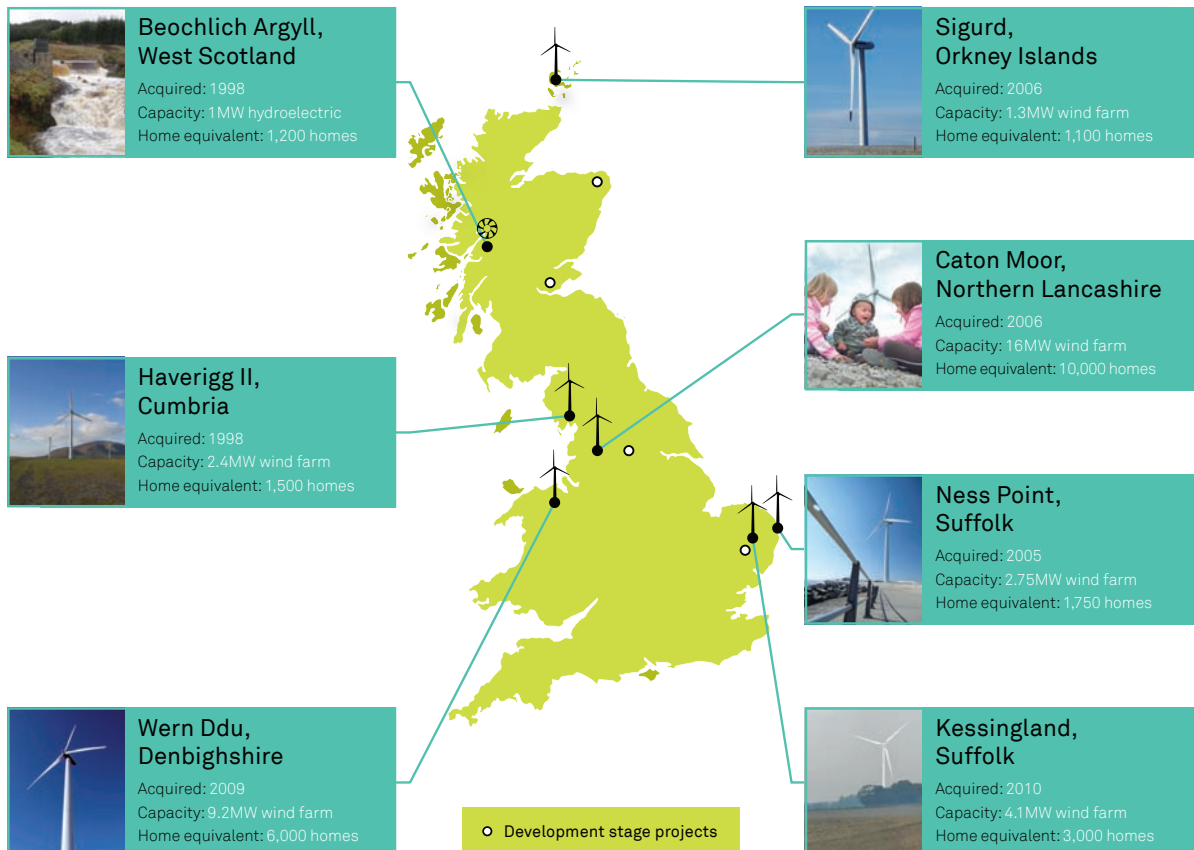 Beochlich Argyll,
West Scotland
Acquired: 1998
Capacity: 1MW hydroelectric
Home equivalent: 1,200 homes
Sigurd,
Orkney Islands
Acquired: 2006
Capacity: 1.3MW wind farm
Home equivalent: 1,100 homes
Caton Moor,
Northern Lancashire
Acquired: 2006
Capacity: 16MW wind farm
Home equivalent: 10,000 homes
Haverigg II,
Cumbria
Acquired: 1998
Capacity: 2.4MW wind farm
Home equivalent: 1,500 homes
Ness Point,
Suffolk
Acquired: 2005
Capacity: 2.75MW wind farm
Home equivalent: 1,750 homes
Wern Ddu,
Denbighshire
Acquired: 2009
Capacity: 9.2MW wind farm
Home equivalent: 6,000 homes
Kessingland,
Suffolk
Acquired: 2010
Capacity: 4.1MW wind farm
Home equivalent: 3,000 homes
Development stage projects